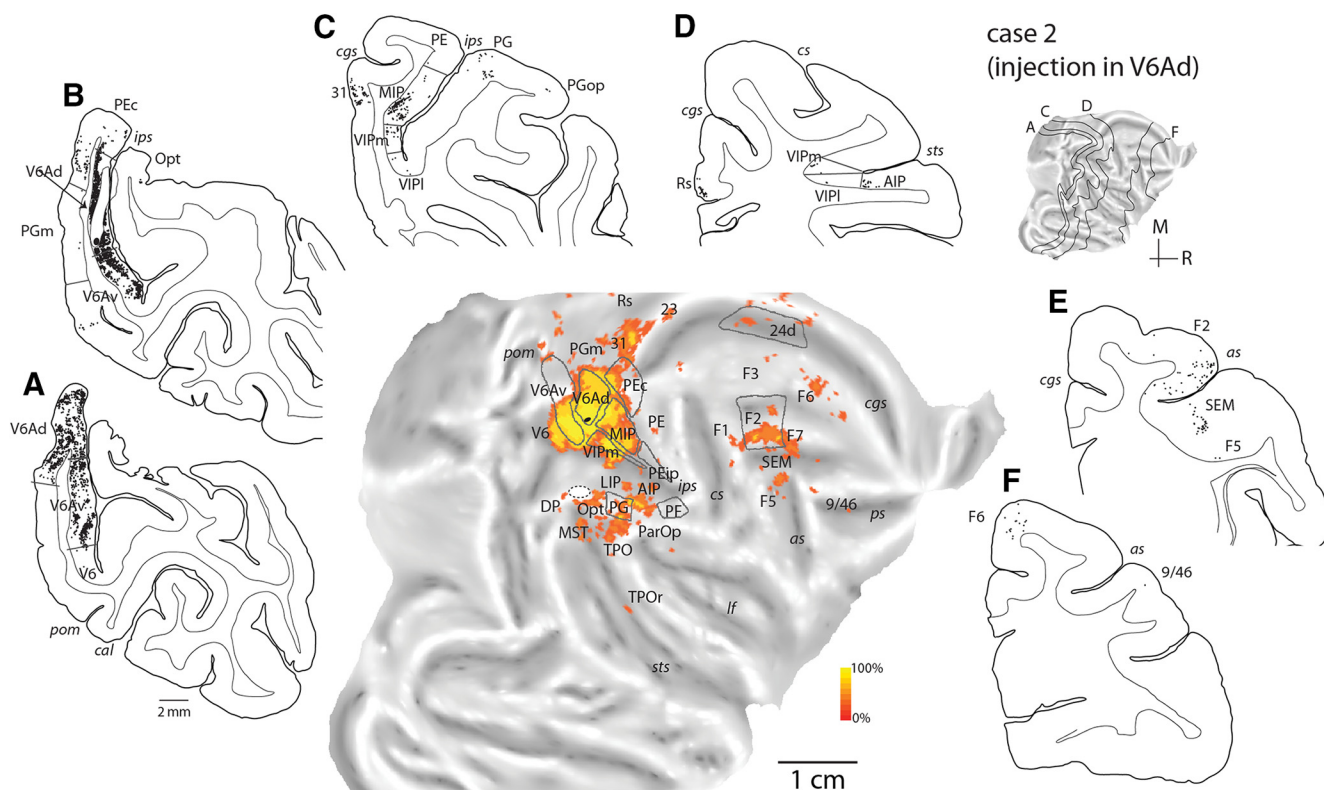 C
PE
ips
PG
cgs
31
MIP
PGop
VIPm
VIPl
D
cs
cgs
sts
VIPm
Rs
AIP
VIPl
case 2
(injection in V6Ad)
C
D
A
F
M
R
B
PEc
ips
Opt
V6Ad
PGm
V6Av
A
V6Ad
V6Av
V6
pom
cal
2 mm
Rs
23
24d
31
pom
PGm
V6Av
PEc
V6Ad
F3
F6
cgs
PE
V6
MIP
F1
F2
F7
VIPm
SEM
PEip
LIP
AIP
ips
cs
F5
9/46
ps
DP
Opt
PG
PF
MST
ParOp
as
TPO
TPOr
lf
sts
100%
0%
1 cm
E
F2
as
cgs
SEM
F5
F
F6
as
9/46